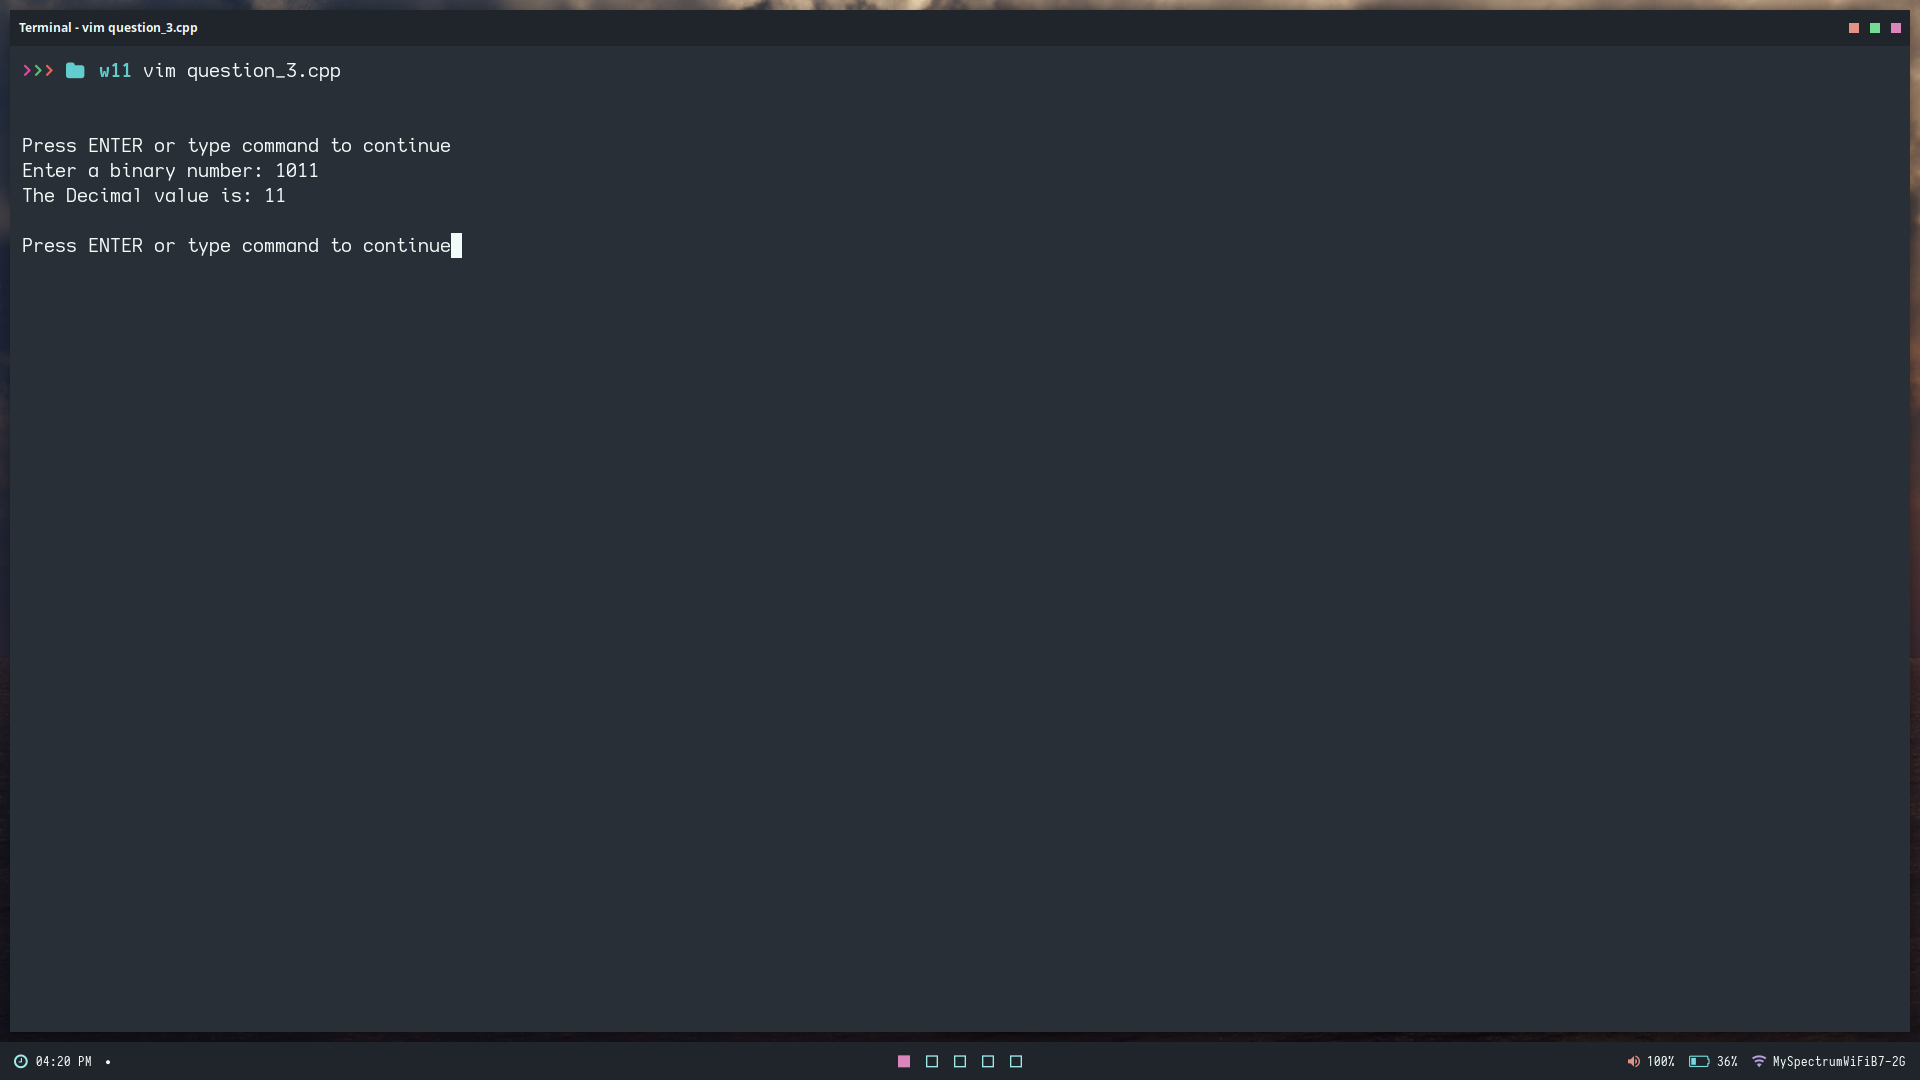 Terminal - vim question_3.cpp
>>> w11 vim question_3.cpp
Press ENTER or type command to continue
Enter a binary number: 1011
The Decimal value is: 11
Press ENTER or type command to continue
04:20 PM •
100% 36% MySpectrumWiFiB7-2G